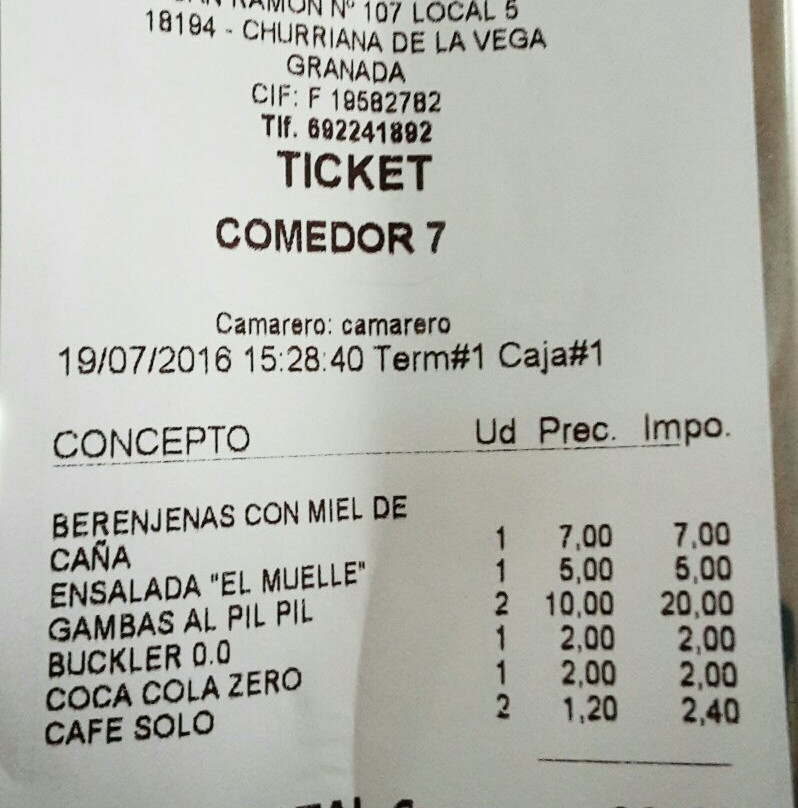 RAMON Nº 107 LOCAL 5
18194 - CHURRIANA DE LA VEGA
GRANADA
CIF: F 19582782
Tlf. 692241892
TICKET
COMEDOR 7
Camarero: camarero
19/07/2016 15:28:40 Term#1 Caja#1
CONCEPTO Ud Prec. Impo.
BERENJENAS CON MIEL DE
CAÑA 1 7,00 7,00
ENSALADA "EL MUELLE" 1 5,00 5,00
GAMBAS AL PIL PIL 2 10,00 20,00
BUCKLER 0.0 1 2,00 2,00
COCA COLA ZERO 1 2,00 2,00
CAFE SOLO 2 1,20 2,40